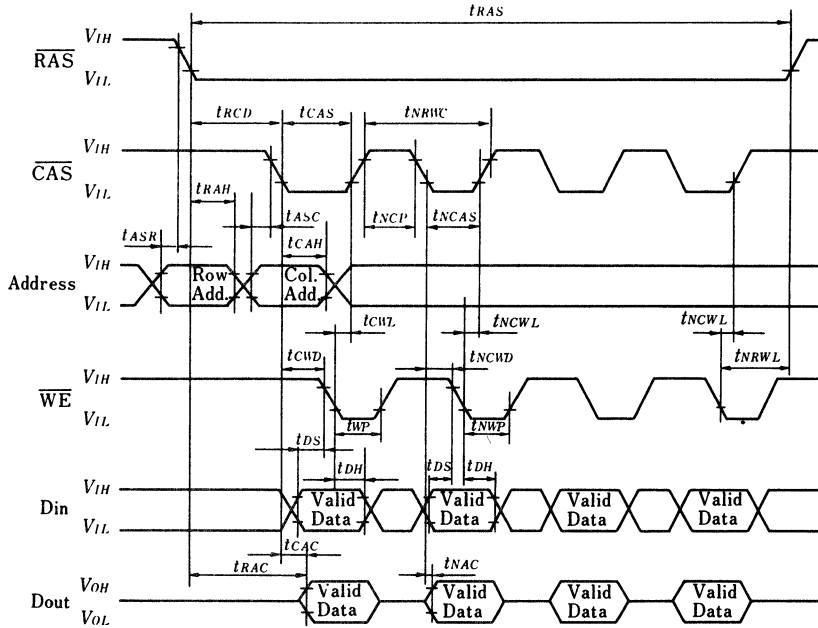 tRAS
VIH
RAS
VIL
tRCD tCAS tNRWC
VIH
CAS
VIL
tRAH tASC tNCP tNCAS
tASR tCAH
VIH
Address Row Add. Col. Add.
VIL
tCWL tNCWL tNCWL
tCWD tNCWD tNRWL
VIH
WE
VIL
tWP tNWP
tDS tDH tDS tDH
VIH
Din Valid Data Valid Data Valid Data Valid Data
VIL
tCAC
tRAC tNAC
VOH
Dout Valid Data Valid Data Valid Data Valid Data
VOL